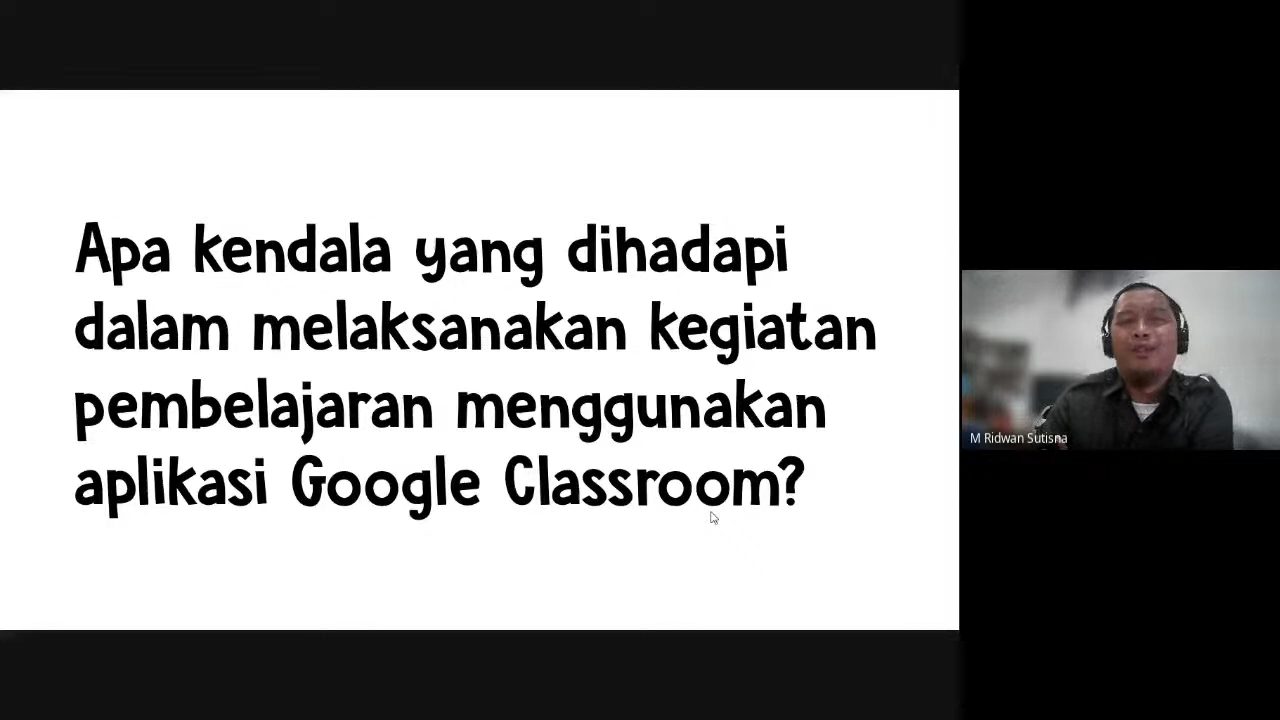 Apa kendala yang dihadapi
dalam melaksanakan kegiatan
pembelajaran menggunakan
aplikasi Google Classroom?
M Ridwan Sutisna